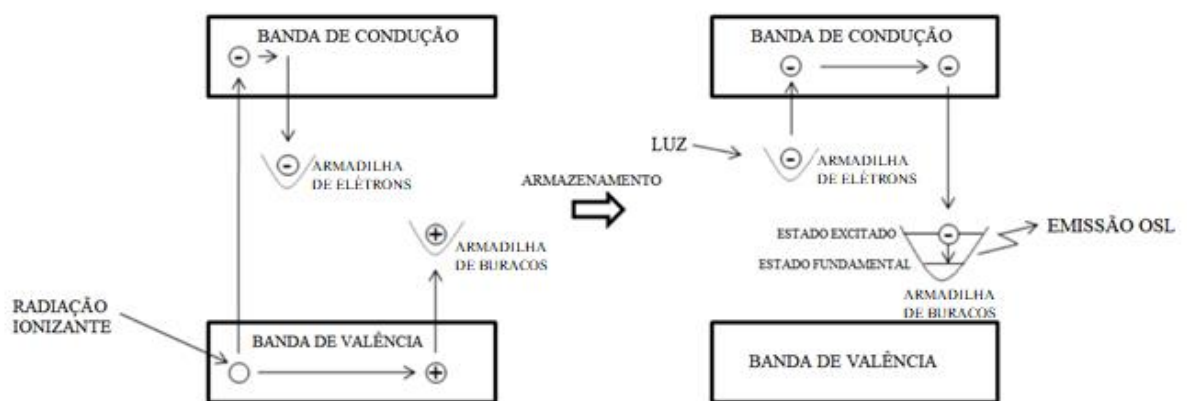 BANDA DE CONDUÇÃO
ARMADILHA
DE ELÉTRONS
ARMADILHA
DE BURACOS
RADIAÇÃO
IONIZANTE
BANDA DE VALÊNCIA
ARMAZENAMENTO
BANDA DE CONDUÇÃO
LUZ
ARMADILHA
DE ELÉTRONS
ESTADO EXCITADO
EMISSÃO OSL
ESTADO FUNDAMENTAL
ARMADILHA
DE BURACOS
BANDA DE VALÊNCIA